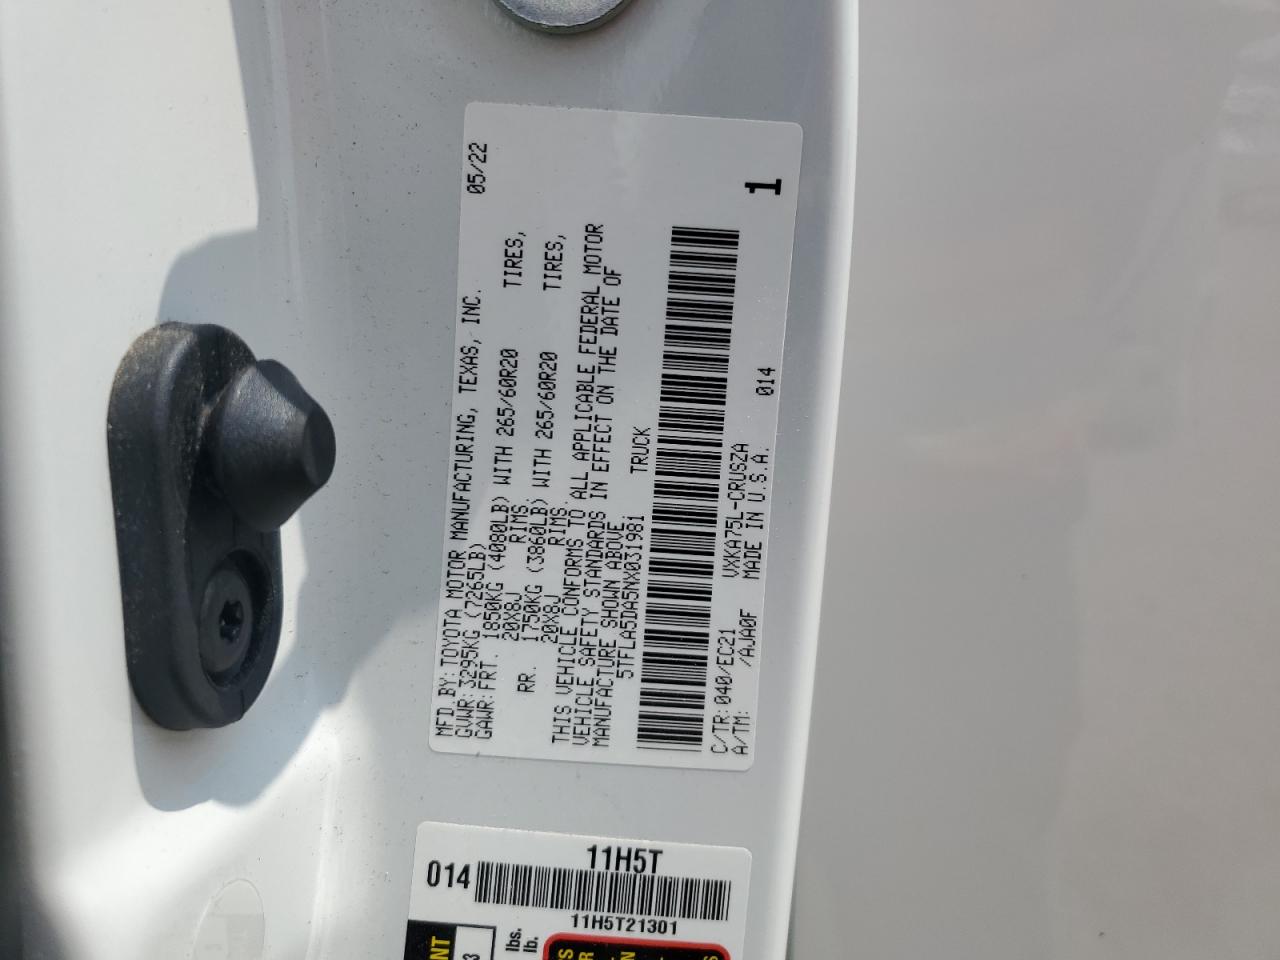 MFD.BY:TOYOTA MOTOR MANUFACTURING, TEXAS, INC. 05/22
GVWR:3295KG (7265LB)
GAWR:FRT. 1850KG (4080LB) WITH 265/60R20 TIRES,
20X8J RIMS,
RR. 1750KG (3860LB) WITH 265/60R20 TIRES,
20X8J RIMS.
THIS VEHICLE CONFORMS TO ALL APPLICABLE FEDERAL MOTOR
VEHICLE SAFETY STANDARDS IN EFFECT ON THE DATE OF
MANUFACTURE SHOWN ABOVE.
5TFLA5DA5NX031981 TRUCK
C/TR:040/EC21 VXKA75L-CRUSZA 014 1
A/TM: /AJA0F MADE IN U.S.A.
11H5T
014
11H5T21301
lbs.
lb.